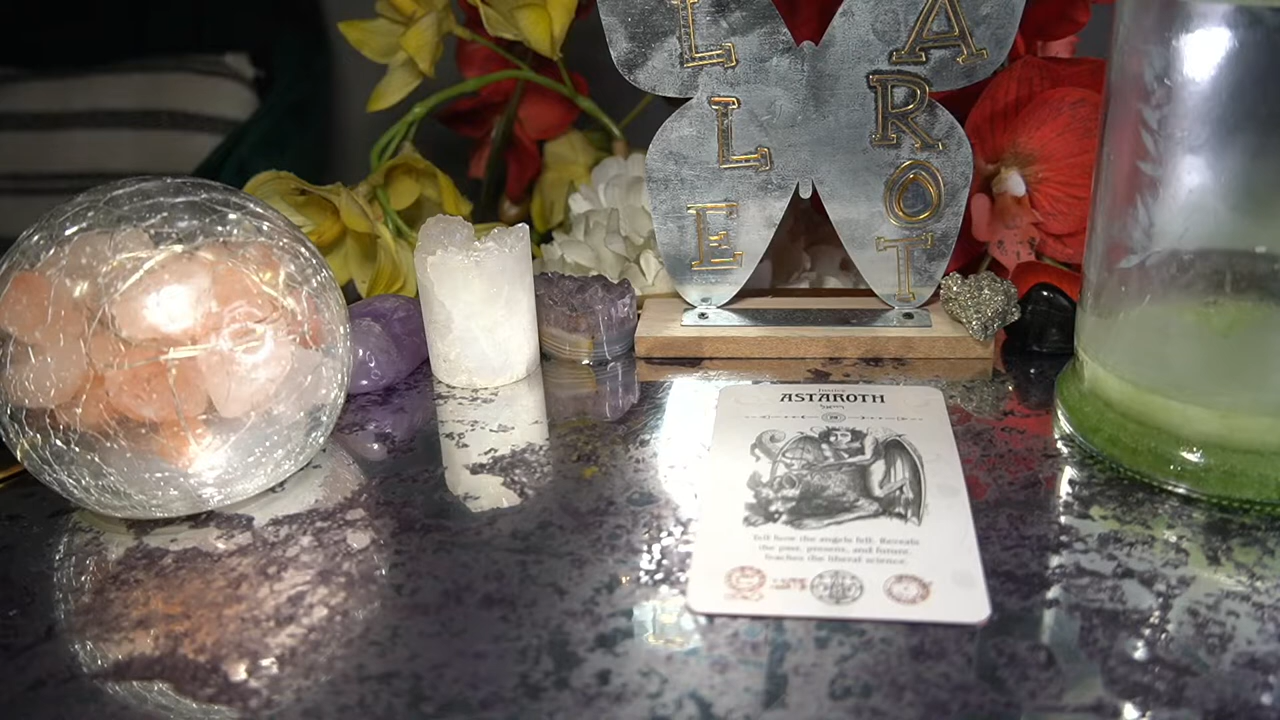 L
L
E
A
R
O
T
ASTAROTH
Tell how the angels fell. Reveals
the past, present, and future.
Teaches the liberal science.